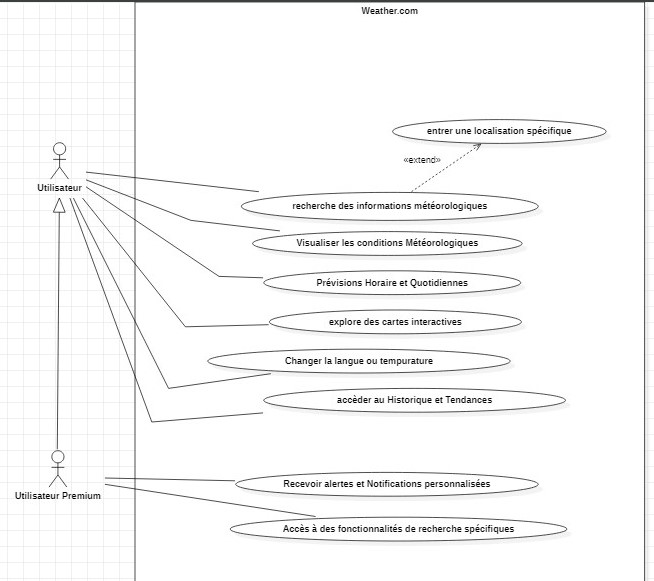 Weather.com
entrer une localisation spécifique
«extend»
Utilisateur
recherche des informations météorologiques
Visualiser les conditions Météorologiques
Prévisions Horaire et Quotidiennes
explore des cartes interactives
Changer la langue ou tempurature
accèder au Historique et Tendances
Utilisateur Premium
Recevoir alertes et Notifications personnalisées
Accès à des fonctionnalités de recherche spécifiques